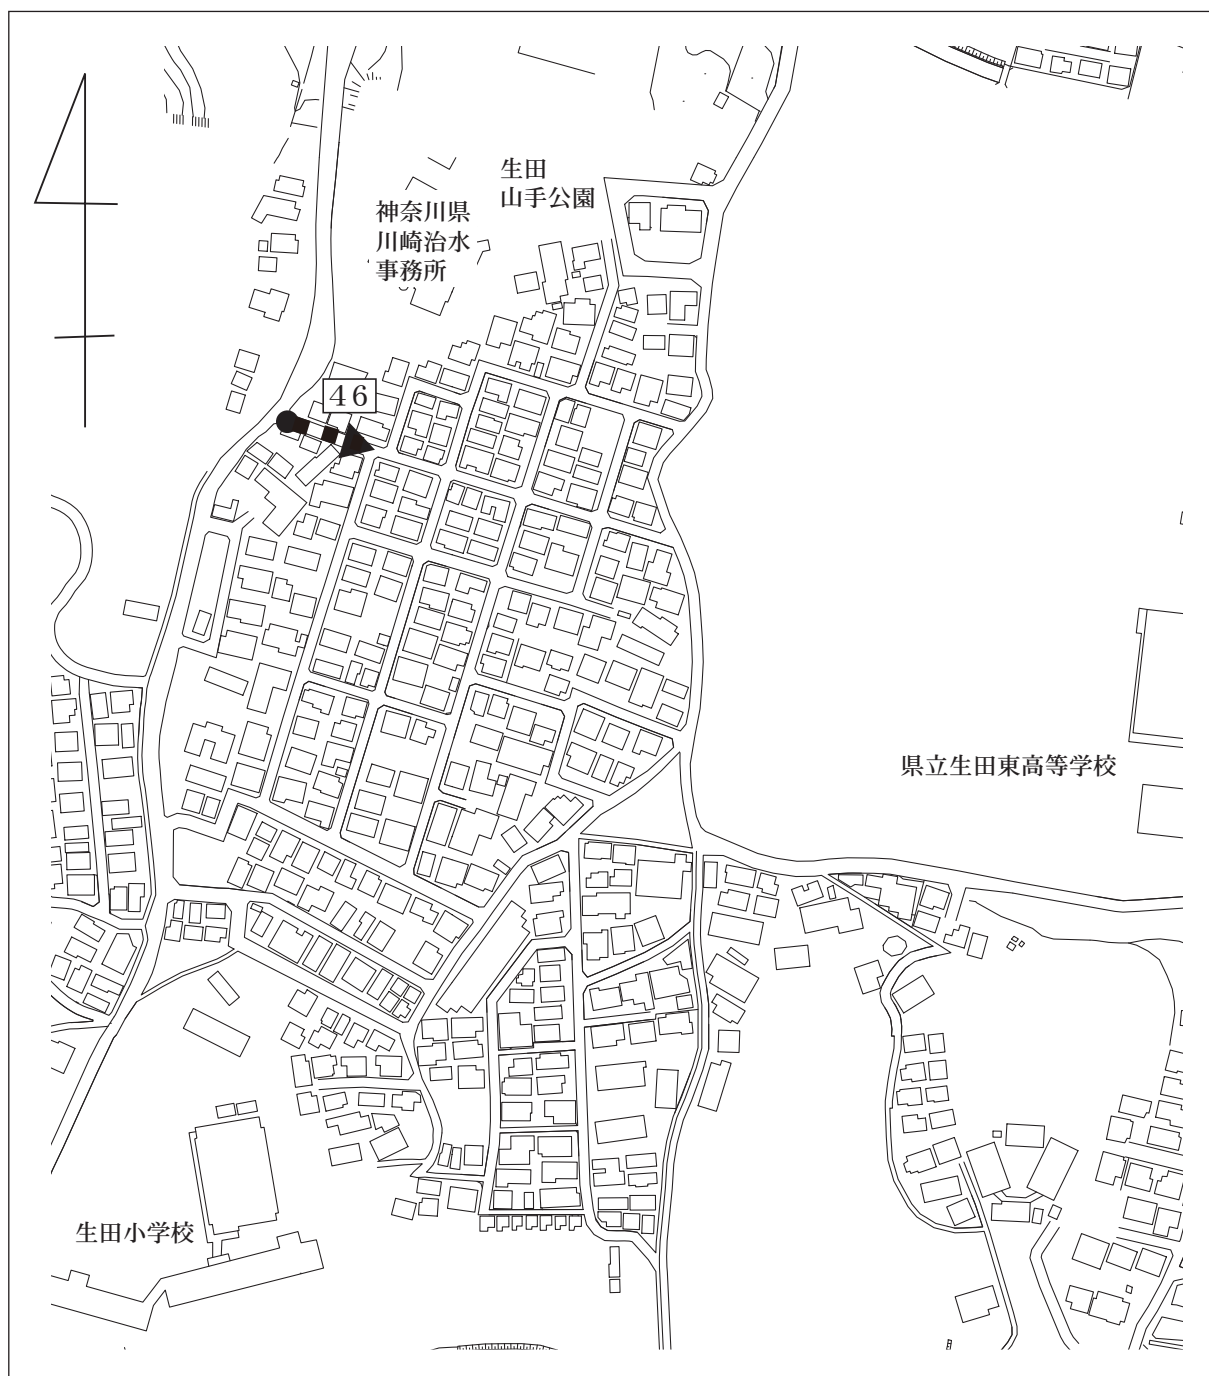 生田
山手公園
神奈川県
川崎治水
事務所
46
県立生田東高等学校
生田小学校